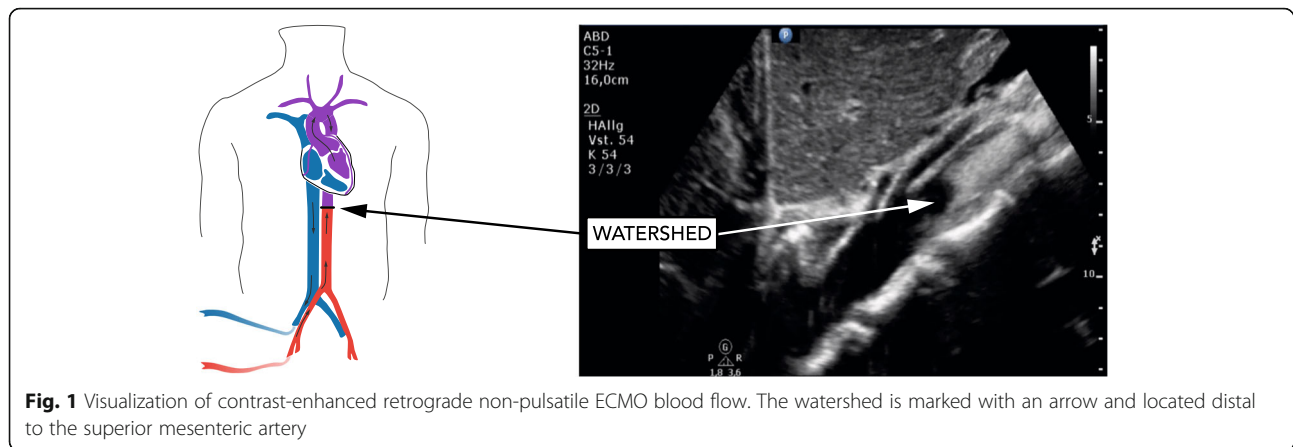 ABD
C5-1
32Hz
16,0cm
2D
HAllg
Vst. 54
K 54
3/3/3
P
5
10
G
P R
1,8 3,6
WATERSHED
Fig. 1 Visualization of contrast-enhanced retrograde non-pulsatile ECMO blood flow. The watershed is marked with an arrow and located distal
to the superior mesenteric artery